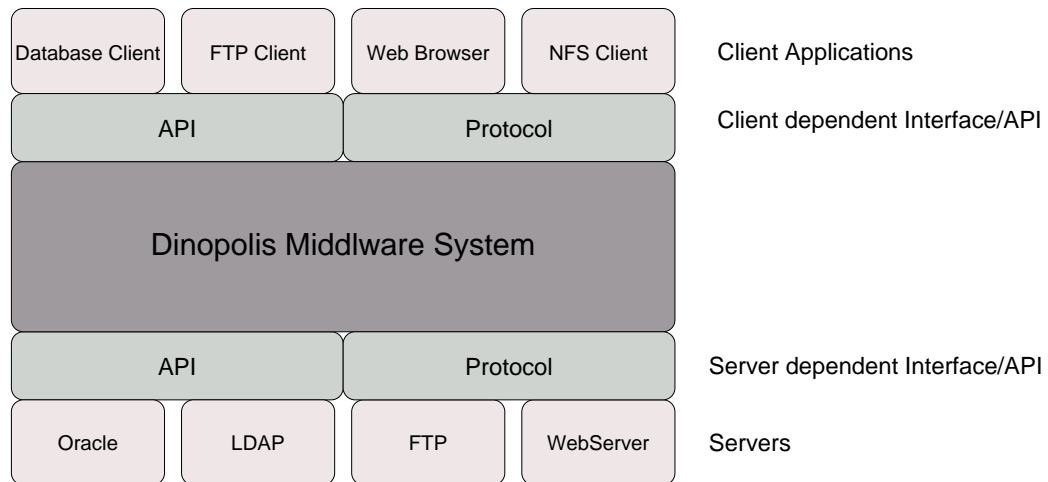 Database Client
FTP Client
Web Browser
NFS Client
Client Applications
API
Protocol
Client dependent Interface/API
Dinopolis Middlware System
API
Protocol
Server dependent Interface/API
Oracle
LDAP
FTP
WebServer
Servers